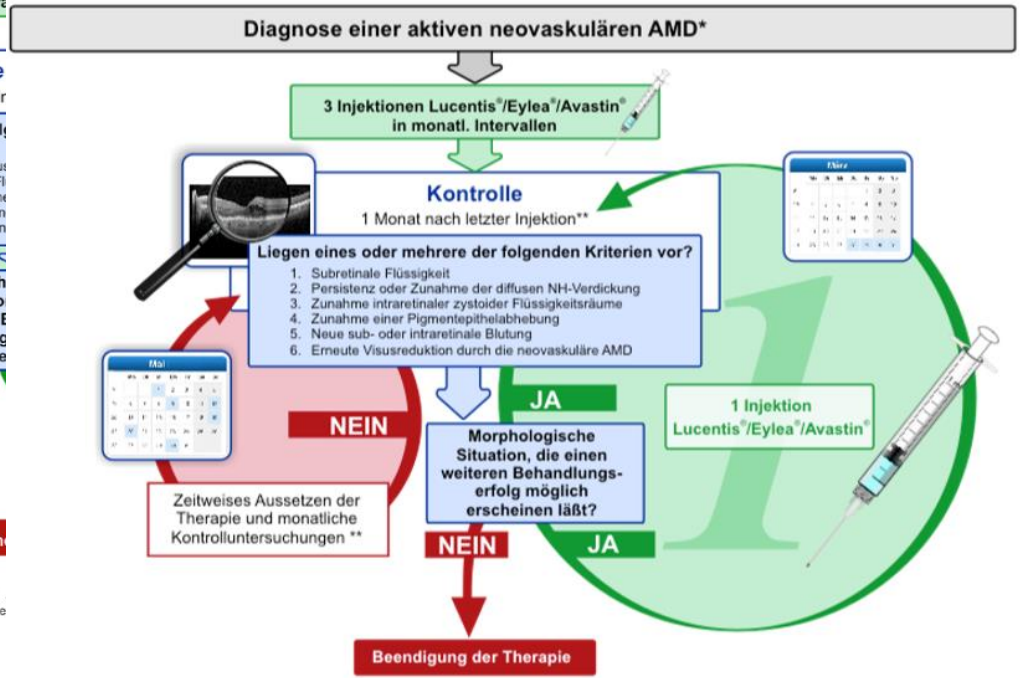 Diagnose einer aktiven neovaskulären AMD*
3 Injektionen Lucentis®/Eylea®/Avastin®
in monatl. Intervallen
März
Kontrolle
1 Monat nach letzter Injektion**
Liegen eines oder mehrere der folgenden Kriterien vor?
1. Subretinale Flüssigkeit
2. Persistenz oder Zunahme der diffusen NH-Verdickung
3. Zunahme intraretinaler zystoider Flüssigkeitsräume
4. Zunahme einer Pigmentepithelabhebung
5. Neue sub- oder intraretinale Blutung
6. Erneute Visusreduktion durch die neovaskuläre AMD
Mai
NEIN
JA
1
1 Injektion
Lucentis®/Eylea®/Avastin®
Morphologische
Situation, die einen
weiteren Behandlungs-
erfolg möglich
erscheinen läßt?
Zeitweises Aussetzen der
Therapie und monatliche
Kontrolluntersuchungen **
NEIN
JA
Beendigung der Therapie